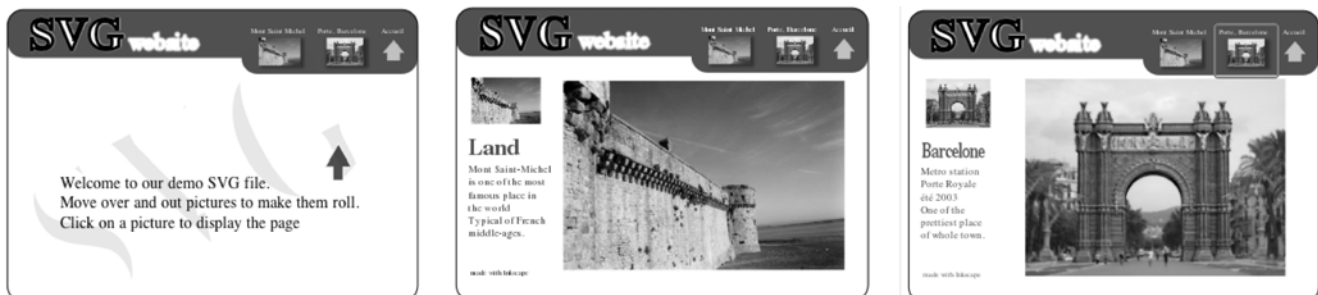 SVG website
Mont Saint Michel
Porte, Barcelone
Accueil
Welcome to our demo SVG file.
Move over and out pictures to make them roll.
Click on a picture to display the page
SVG website
Mont Saint Michel
Porte, Barcelone
Accueil
Land
Mont Saint-Michel
is one of the most
famous place in
the world
Typical of French
middle-ages.
made with Inkscape
SVG website
Mont Saint Michel
Porte, Barcelone
Accueil
Barcelone
Metro station
Porte Royale
été 2003
One of the
prettiest place
of whole town.
made with Inkscape